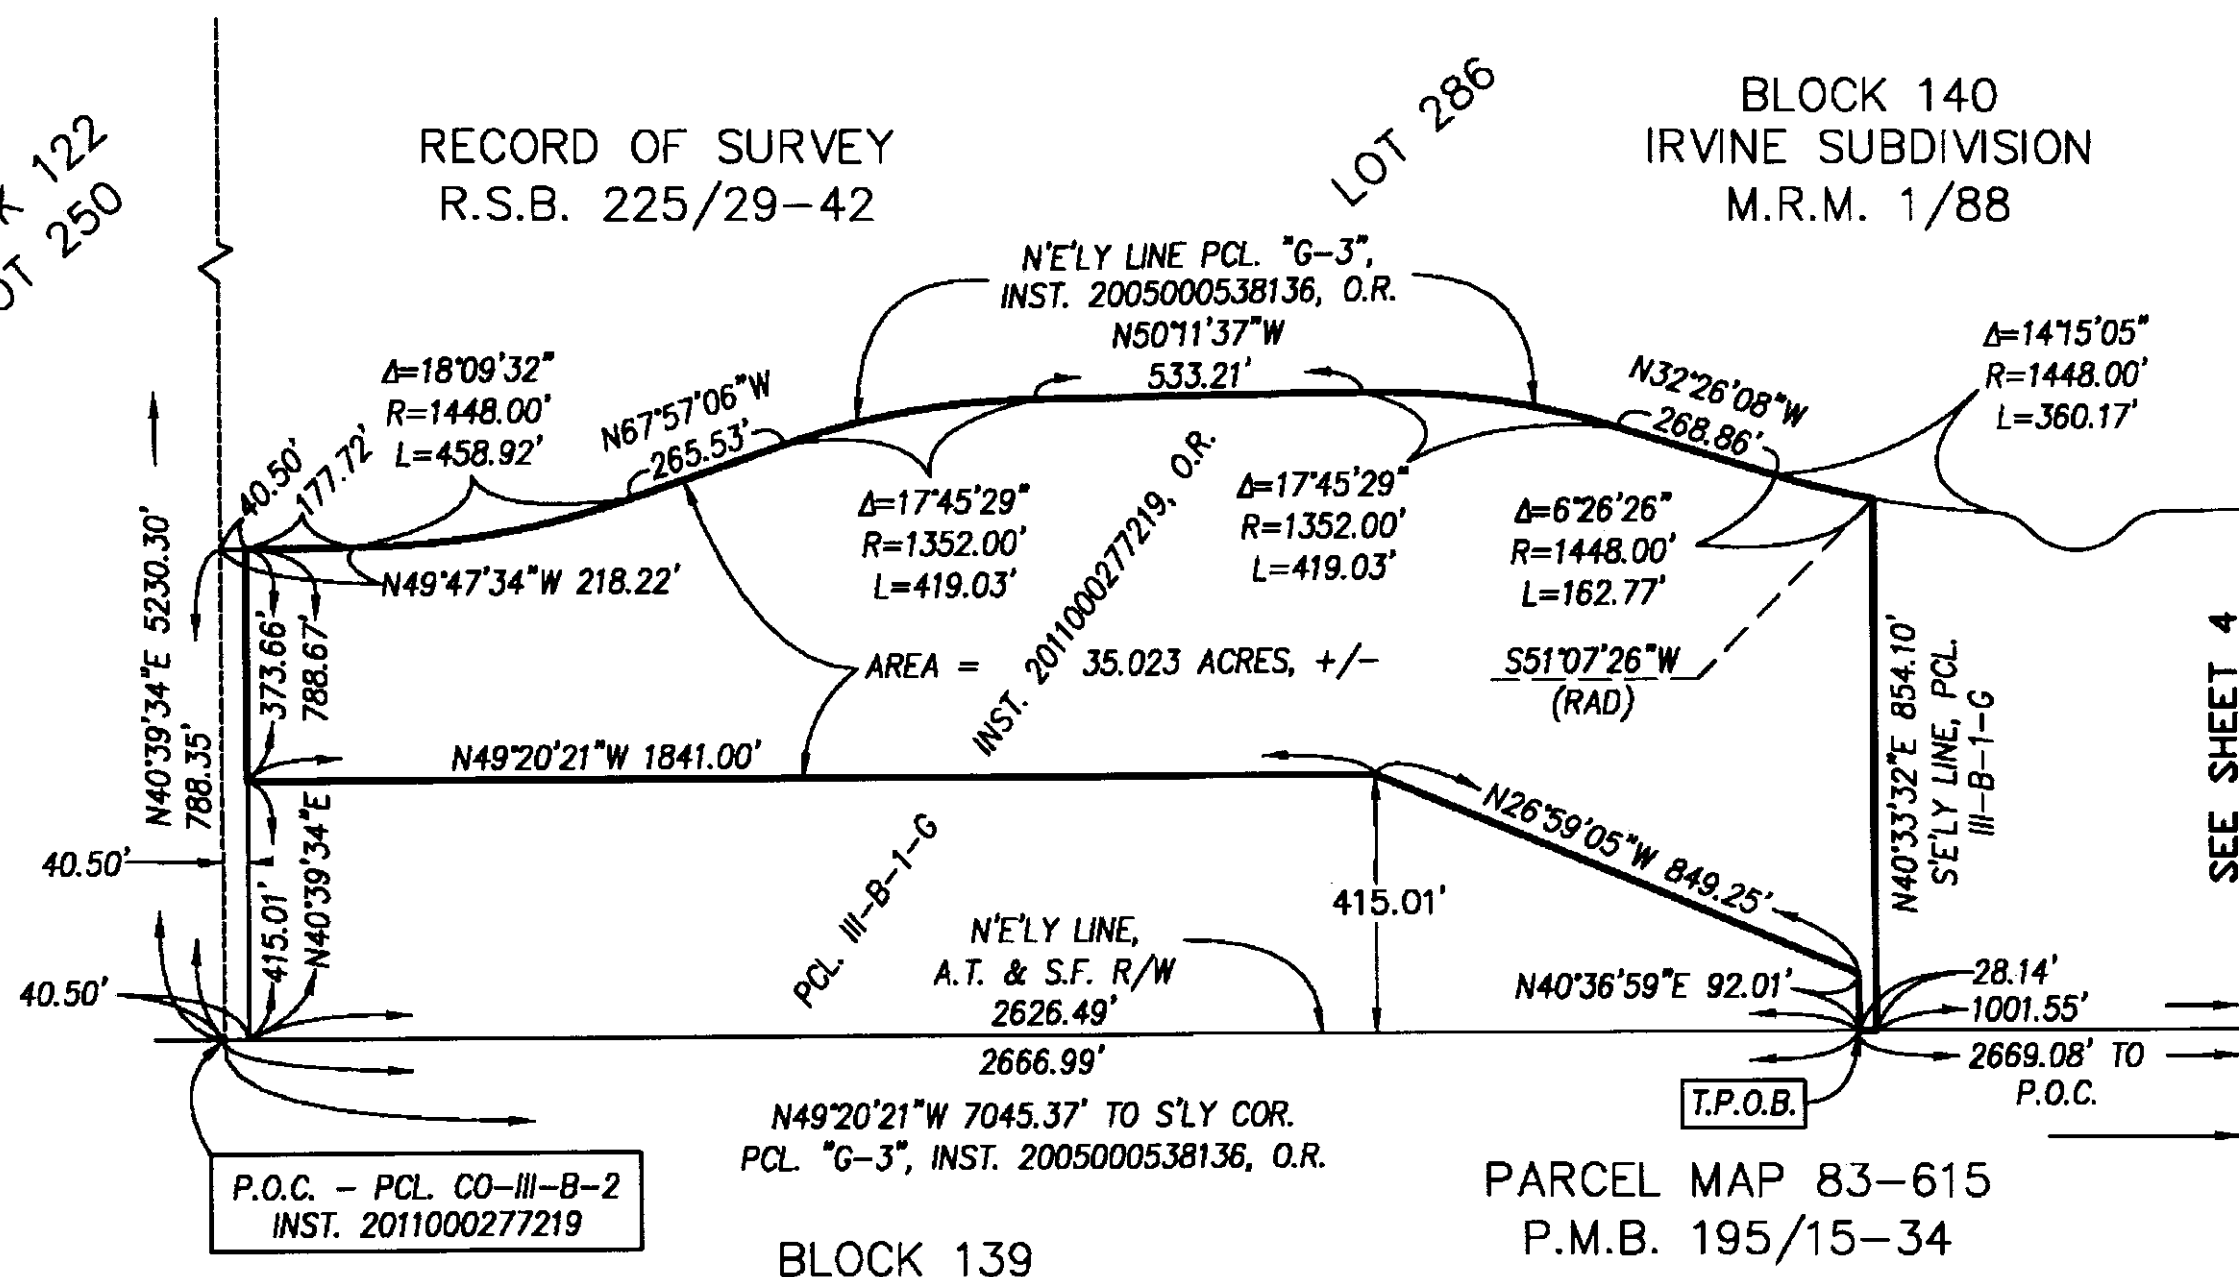 K 122
OT 250
RECORD OF SURVEY
R.S.B. 225/29-42
LOT 286
BLOCK 140
IRVINE SUBDIVISION
M.R.M. 1/88
N'E'LY LINE PCL. "G-3",
INST. 2005000538136, O.R.
N50°11'37"W
533.21'
Δ=18°09'32"
R=1448.00'
L=458.92'
N67°57'06"W
265.53'
N32°26'08"W
268.86'
Δ=14°15'05"
R=1448.00'
L=360.17'
40.50'
177.72'
Δ=17°45'29"
R=1352.00'
L=419.03'
Δ=17°45'29"
R=1352.00'
L=419.03'
Δ=6°26'26"
R=1448.00'
L=162.77'
N49°47'34"W 218.22'
N40°39'34"E 5230.30'
788.35'
373.66'
788.67'
AREA = 35.023 ACRES, +/-
INST. 2011000277219, O.R.
S51°07'26"W
(RAD)
N40°33'32"E 854.10'
S'E'LY LINE, PCL.
III-B-1-G
SEE SHEET 4
N49°20'21"W 1841.00'
N26°59'05"W 849.25'
40.50'
415.01'
N40°39'34"E
PCL. III-B-1-G
415.01'
N'E'LY LINE,
A.T. & S.F. R/W
2626.49'
N40°36'59"E 92.01'
28.14'
1001.55'
40.50'
2666.99'
2669.08' TO
P.O.C.
T.P.O.B.
N49°20'21"W 7045.37' TO S'LY COR.
PCL. "G-3", INST. 2005000538136, O.R.
P.O.C. - PCL. CO-III-B-2
INST. 2011000277219
PARCEL MAP 83-615
P.M.B. 195/15-34
BLOCK 139